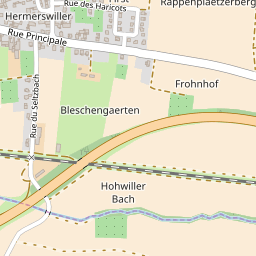 Rue des Haricots
Rappenplaetzerberg
Hermerswiller
Rue Principale
Frohnhof
Bleschengaerten
Rue du Seltzbach
Hohwiller
Bach